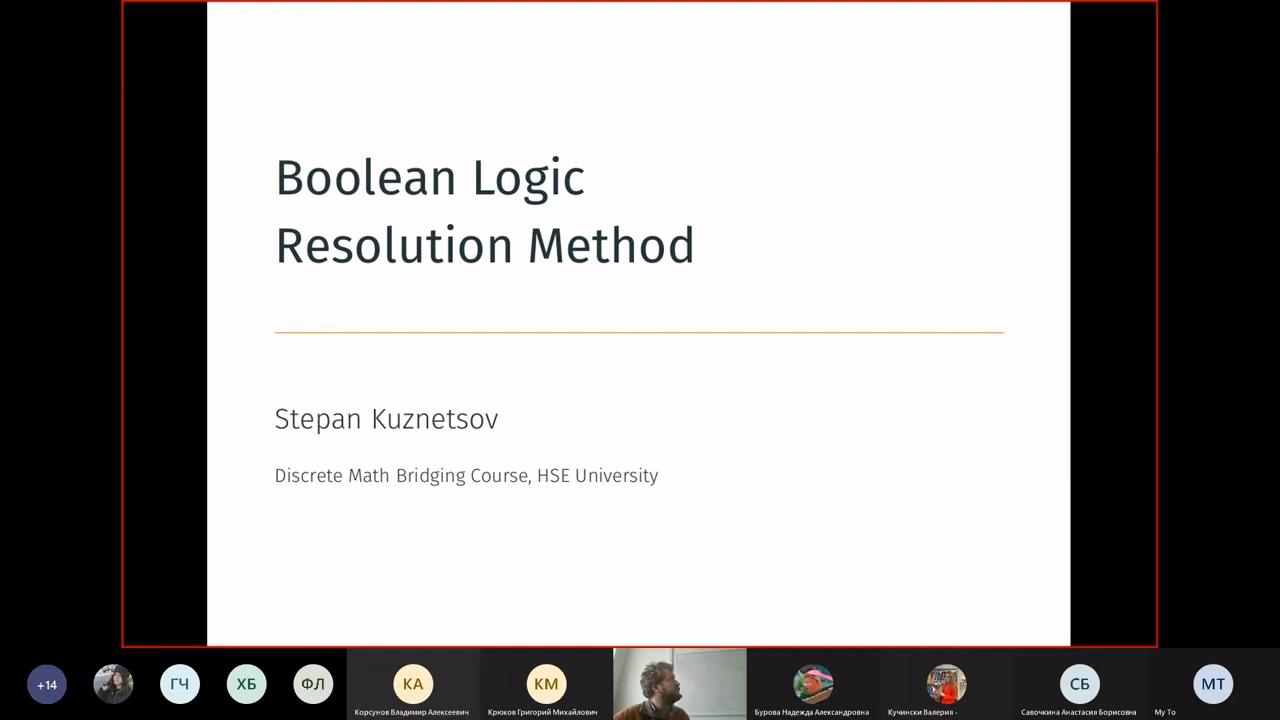 Boolean Logic
Resolution Method
Stepan Kuznetsov
Discrete Math Bridging Course, HSE University
+14
ГЧ
ХБ
ФЛ
КА
КМ
СБ
МТ
Корсунов Владимир Алексеевич
Крюков Григорий Михайлович
Бурова Надежда Александровна
Кучински Валерия -
Савочкина Анастасия Борисовна
My To